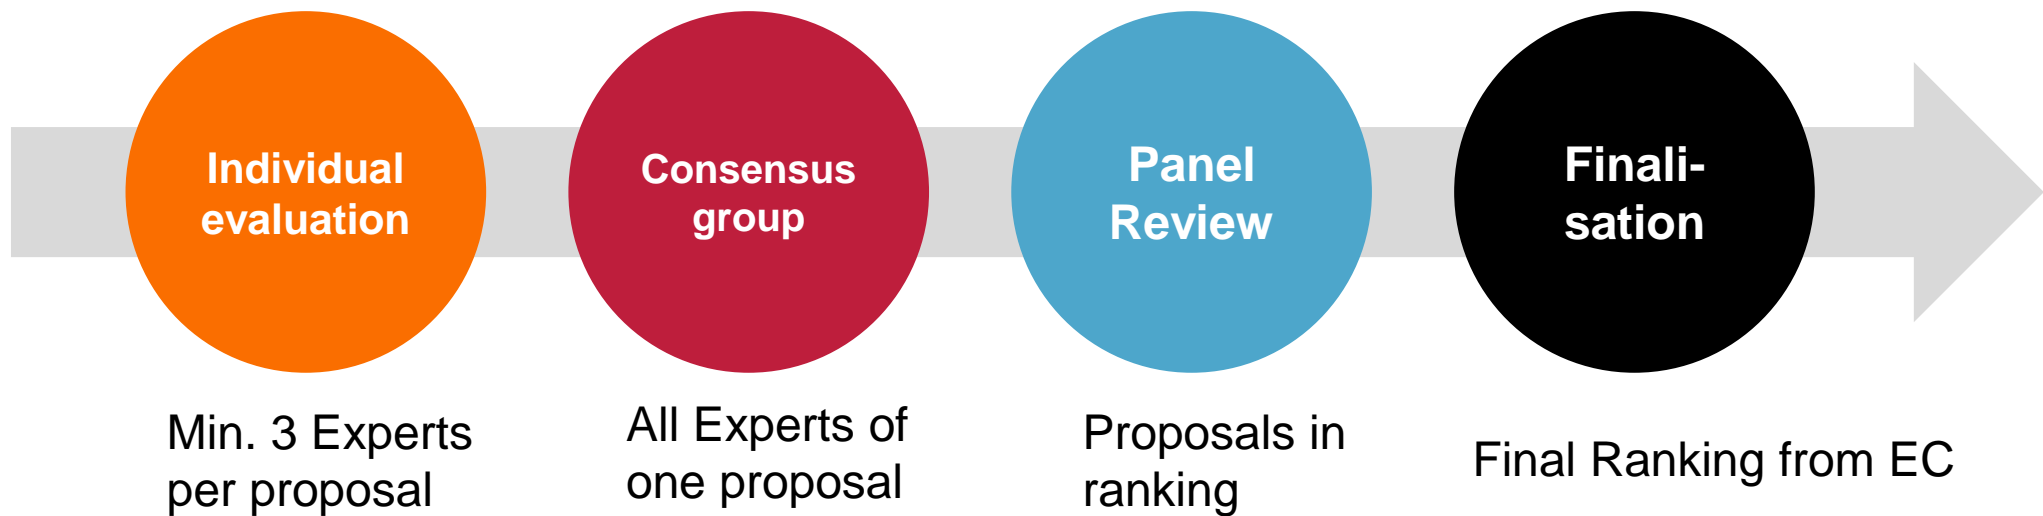 Individual
evaluation
Min. 3 Experts
per proposal
Consensus
group
All Experts of
one proposal
Panel
Review
Proposals in
ranking
Finali-
sation
Final Ranking from EC